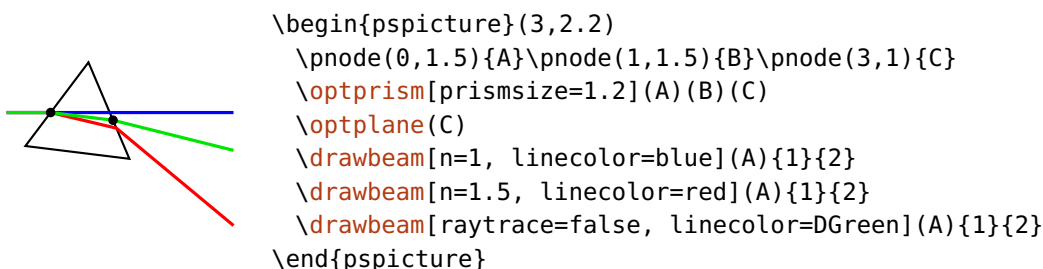 \begin{pspicture}(3,2.2)
\pnode(0,1.5){A}\pnode(1,1.5){B}\pnode(3,1){C}
\optprism[prismsize=1.2](A)(B)(C)
\optplane(C)
\drawbeam[n=1, linecolor=blue](A){1}{2}
\drawbeam[n=1.5, linecolor=red](A){1}{2}
\drawbeam[raytrace=false, linecolor=DGreen](A){1}{2}
\end{pspicture}